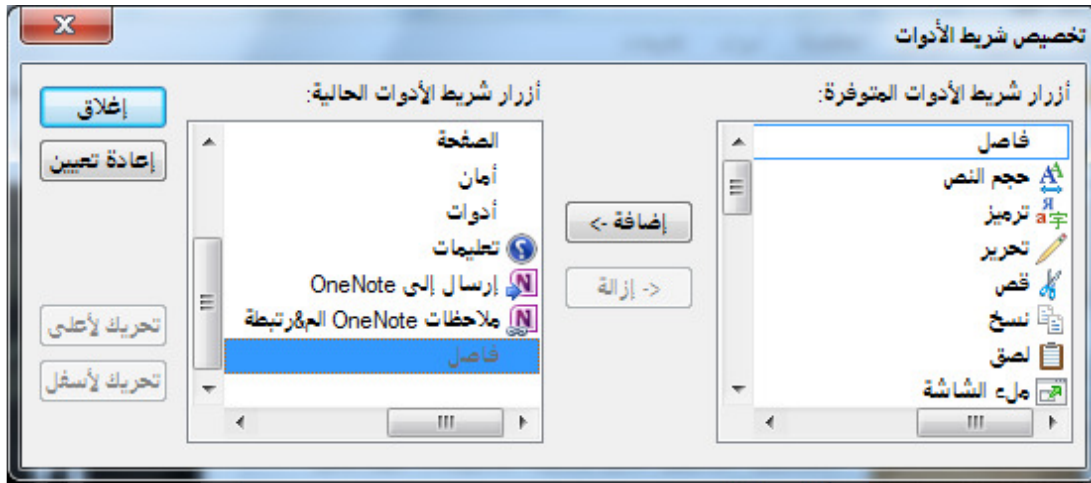 تخصيص شريط الأدوات
أزرار شريط الأدوات المتوفرة:
فاصل
حجم النص
ترميز
تحرير
قص
نسخ
لصق
ملء الشاشة
إضافة ->
<- إزالة
أزرار شريط الأدوات الحالية:
الصفحة
أمان
أدوات
تعليمات
إرسال إلى OneNote
ملاحظات OneNote الم&رتبطة
فاصل
إغلاق
إعادة تعيين
تحريك لأعلى
تحريك لأسفل